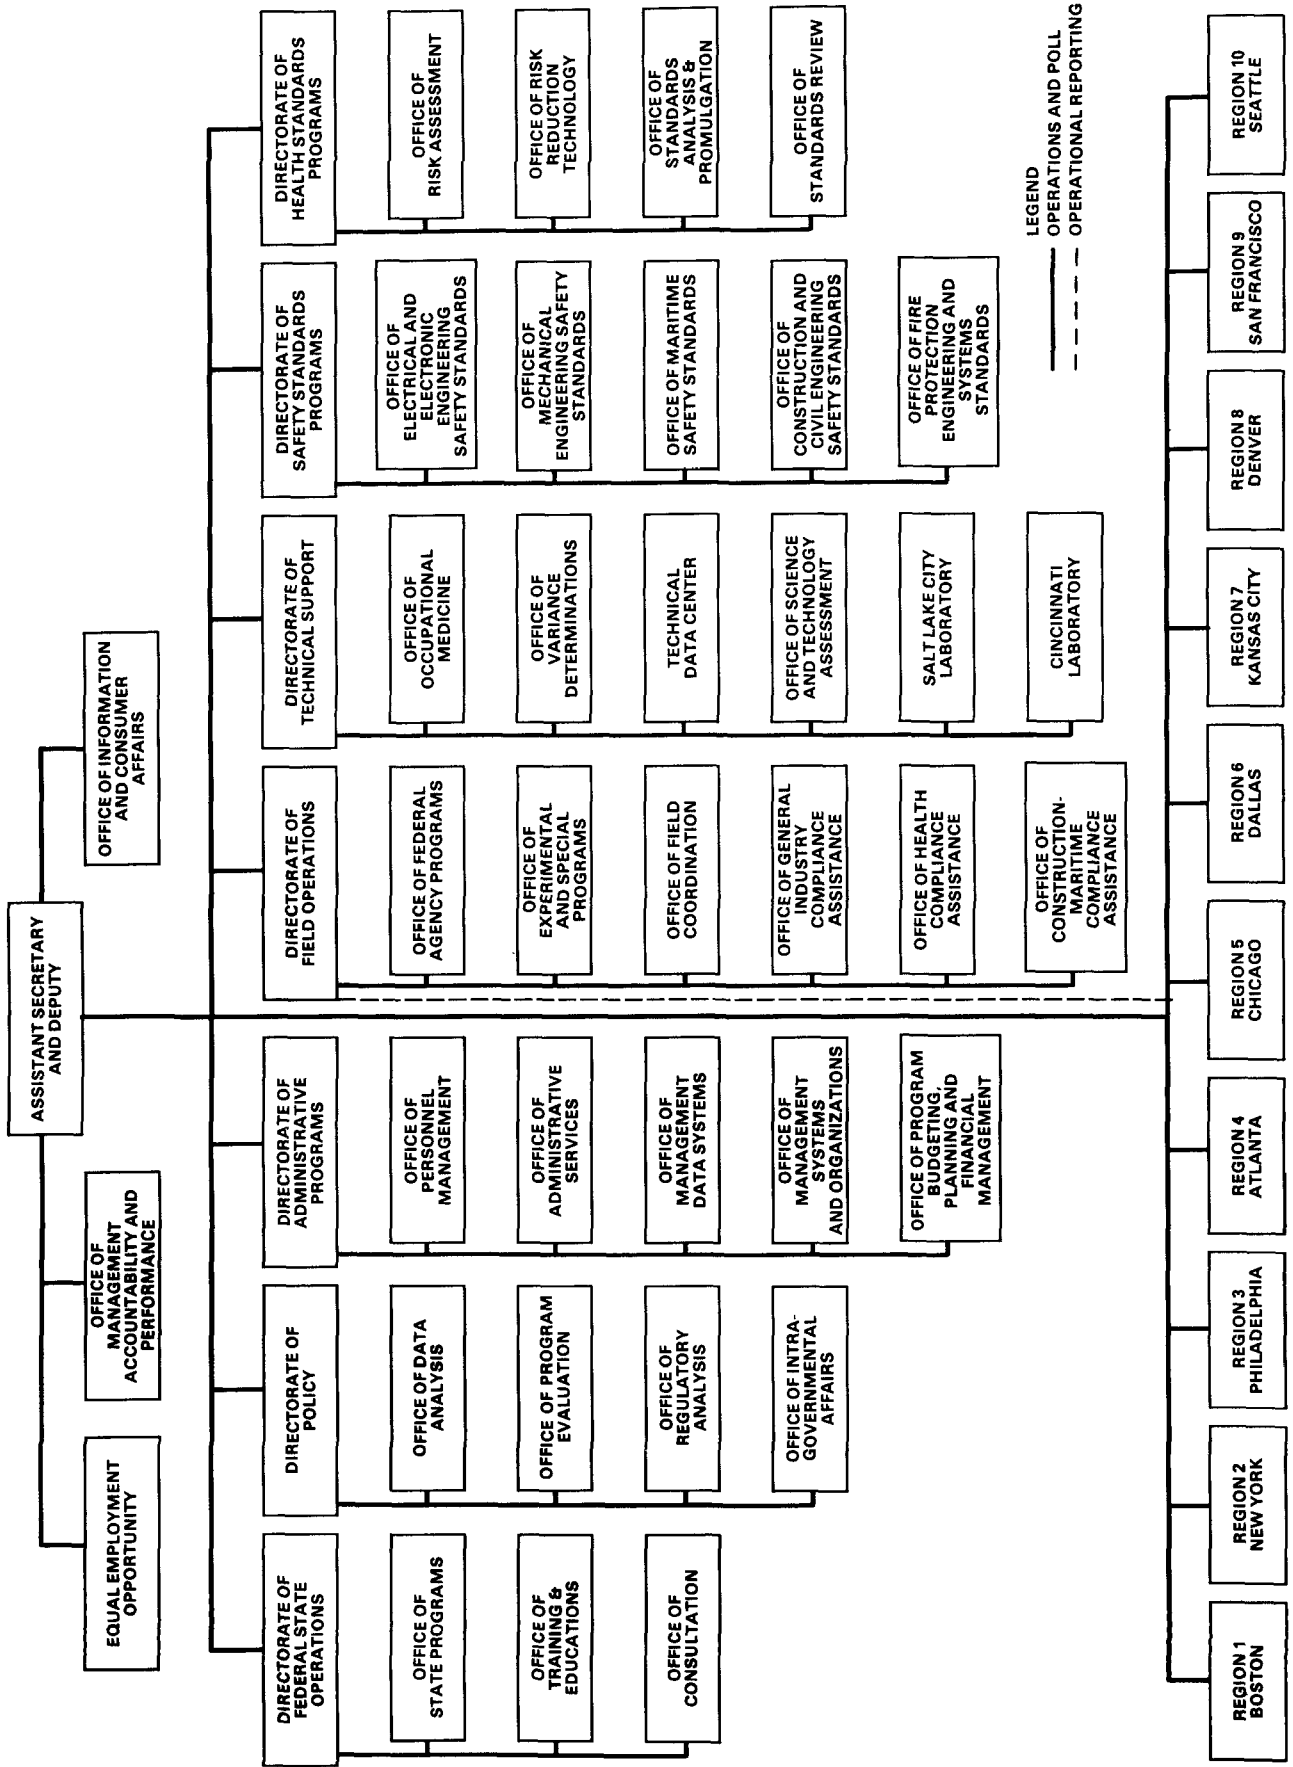 ASSISTANT SECRETARY
AND DEPUTY
EQUAL EMPLOYMENT
OPPORTUNITY
OFFICE OF
MANAGEMENT
ACCOUNTABILITY AND
PERFORMANCE
OFFICE OF INFORMATION
AND CONSUMER
AFFAIRS
DIRECTORATE OF
FEDERAL STATE
OPERATIONS
OFFICE OF
STATE PROGRAMS
OFFICE OF
TRAINING &
EDUCATIONS
OFFICE OF
CONSULTATION
DIRECTORATE OF
POLICY
OFFICE OF DATA
ANALYSIS
OFFICE OF PROGRAM
EVALUATION
OFFICE OF
REGULATORY
ANALYSIS
OFFICE OF INTRA-
GOVERNMENTAL
AFFAIRS
DIRECTORATE OF
ADMINISTRATIVE
PROGRAMS
OFFICE OF
PERSONNEL
MANAGEMENT
OFFICE OF
ADMINISTRATIVE
SERVICES
OFFICE OF
MANAGEMENT
DATA SYSTEMS
OFFICE OF
MANAGEMENT
SYSTEMS
AND ORGANIZATIONS
OFFICE OF PROGRAM
BUDGETING,
PLANNING AND
FINANCIAL
MANAGEMENT
DIRECTORATE OF
FIELD OPERATIONS
OFFICE OF FEDERAL
AGENCY PROGRAMS
OFFICE OF
EXPERIMENTAL
AND SPECIAL
PROGRAMS
OFFICE OF FIELD
COORDINATION
OFFICE OF GENERAL
INDUSTRY
COMPLIANCE
ASSISTANCE
OFFICE OF HEALTH
COMPLIANCE
ASSISTANCE
OFFICE OF
CONSTRUCTION-
MARITIME
COMPLIANCE
ASSISTANCE
DIRECTORATE OF
TECHNICAL SUPPORT
OFFICE OF
OCCUPATIONAL
MEDICINE
OFFICE OF
VARIANCE
DETERMINATIONS
TECHNICAL
DATA CENTER
OFFICE OF SCIENCE
AND TECHNOLOGY
ASSESSMENT
SALT LAKE CITY
LABORATORY
CINCINNATI
LABORATORY
DIRECTORATE OF
SAFETY STANDARDS
PROGRAMS
OFFICE OF
ELECTRICAL AND
ELECTRONIC
ENGINEERING
SAFETY STANDARDS
OFFICE OF
MECHANICAL
ENGINEERING SAFETY
STANDARDS
OFFICE OF MARITIME
SAFETY STANDARDS
OFFICE OF
CONSTRUCTION AND
CIVIL ENGINEERING
SAFETY STANDARDS
OFFICE OF FIRE
PROTECTION
ENGINEERING AND
SYSTEMS
STANDARDS
DIRECTORATE OF
HEALTH STANDARDS
PROGRAMS
OFFICE OF
RISK ASSESSMENT
OFFICE OF RISK
REDUCTION
TECHNOLOGY
OFFICE OF
STANDARDS
ANALYSIS &
PROMULGATION
OFFICE OF
STANDARDS REVIEW
LEGEND
OPERATIONS AND POLL
OPERATIONAL REPORTING
REGION 1
BOSTON
REGION 2
NEW YORK
REGION 3
PHILADELPHIA
REGION 4
ATLANTA
REGION 5
CHICAGO
REGION 6
DALLAS
REGION 7
KANSAS CITY
REGION 8
DENVER
REGION 9
SAN FRANCISCO
REGION 10
SEATTLE